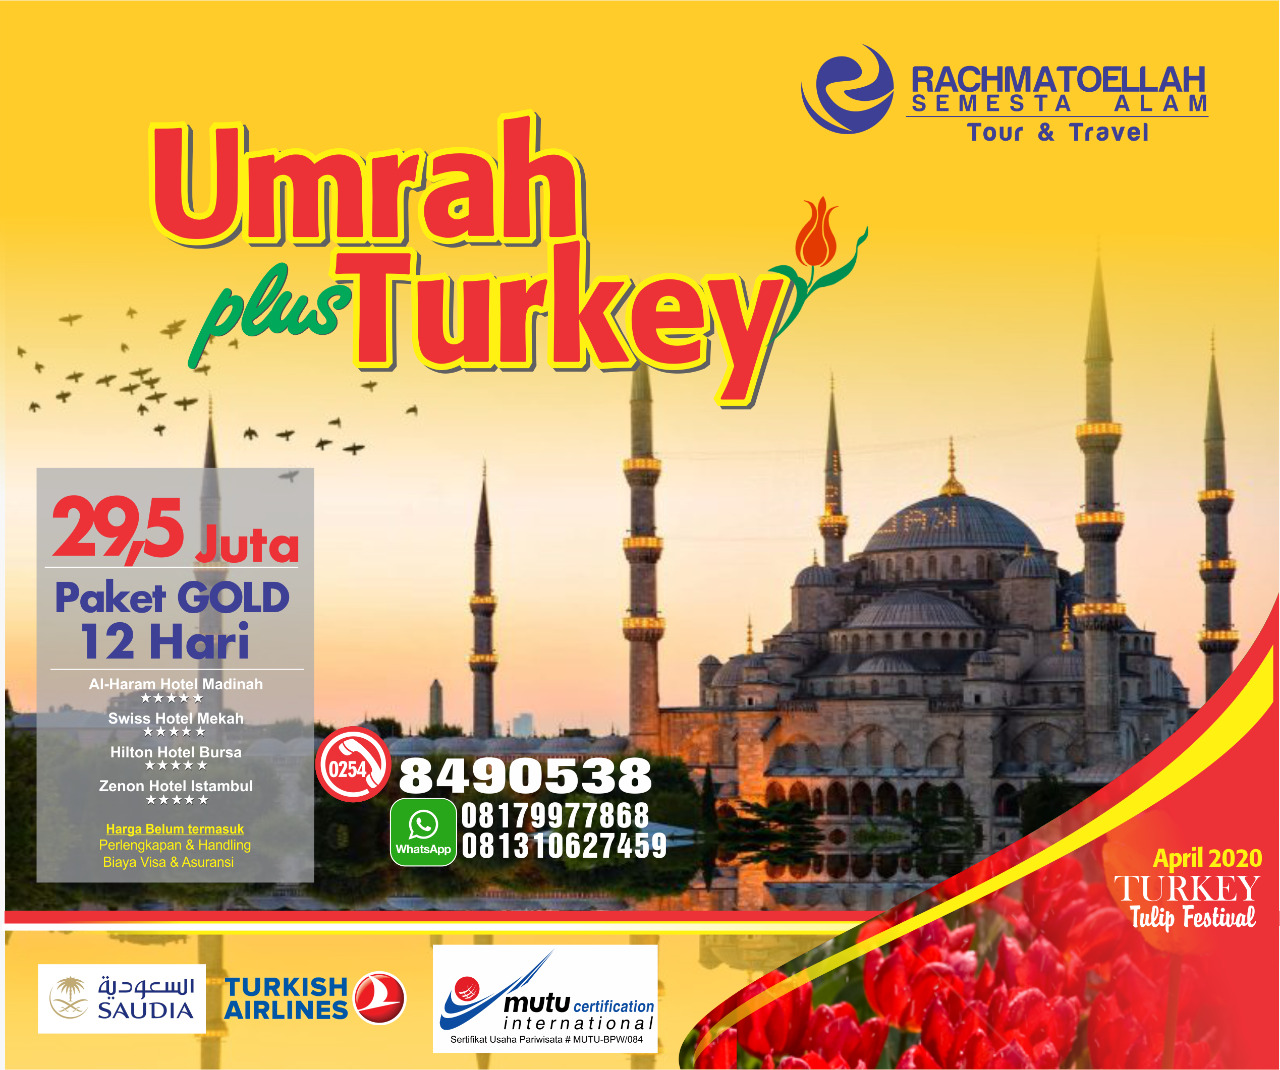 RACHMATOELLAH
SEMESTA ALAM
Tour & Travel
Umrah
plus Turkey
29,5 Juta
Paket GOLD
12 Hari
Al-Haram Hotel Madinah
★★★★★
Swiss Hotel Mekah
★★★★★
Hilton Hotel Bursa
★★★★★
Zenon Hotel Istambul
★★★★★
Harga Belum termasuk
Perlengkapan & Handling
Biaya Visa & Asuransi
0254 8490538
WhatsApp
08179977868
081310627459
April 2020
TURKEY
Tulip Festival
السعودية
SAUDIA
TURKISH
AIRLINES
mutu certification
international
Sertifikat Usaha Pariwisata # MUTU-BPW/084